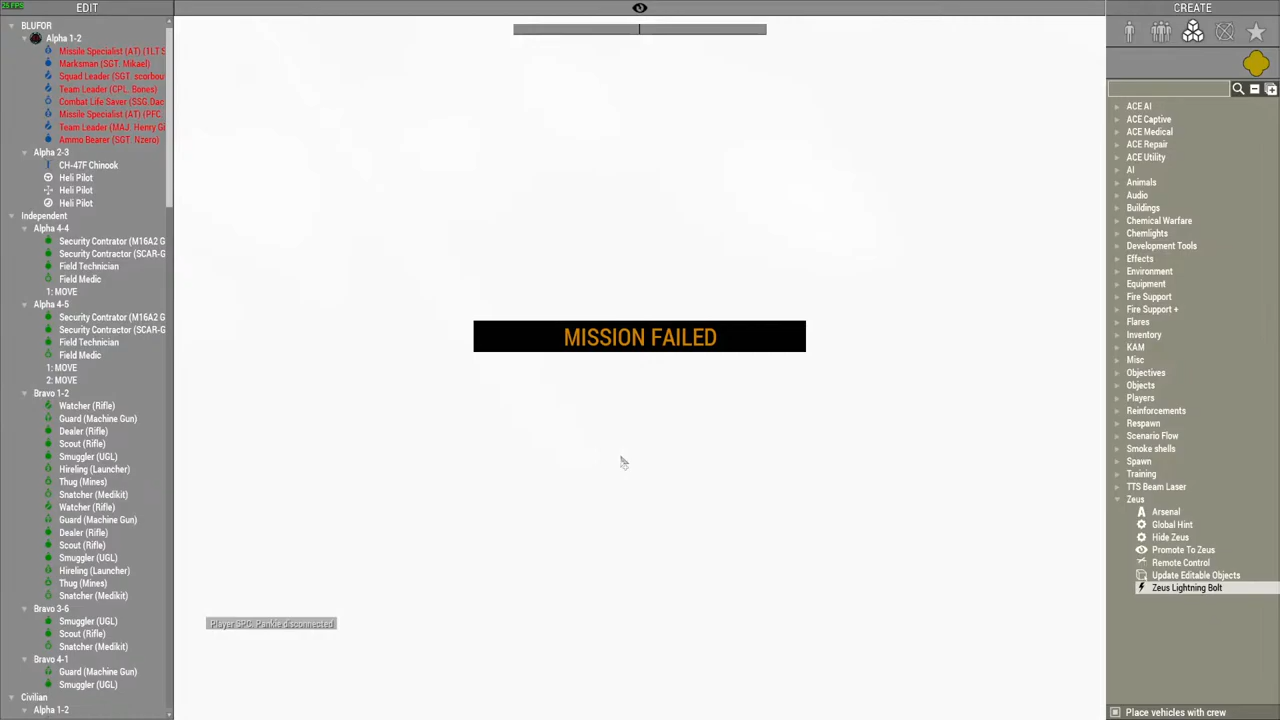 25 FPS
EDIT
BLUFOR
Alpha 1-2
Missile Specialist (AT) (1LT S
Marksman (SGT. Mikael)
Squad Leader (SGT. scorbou
Team Leader (CPL. Bones)
Combat Life Saver (SSG.Dac
Missile Specialist (AT) (PFC.
Team Leader (MAJ. Henry G
Ammo Bearer (SGT. Nzero)
Alpha 2-3
CH-47F Chinook
Heli Pilot
Heli Pilot
Heli Pilot
Independent
Alpha 4-4
Security Contrator (M16A2 G
Security Contractor (SCAR-G
Field Technician
Field Medic
1: MOVE
Alpha 4-5
Security Contrator (M16A2 G
Security Contractor (SCAR-G
Field Technician
Field Medic
1: MOVE
2: MOVE
Bravo 1-2
Watcher (Rifle)
Guard (Machine Gun)
Dealer (Rifle)
Scout (Rifle)
Smuggler (UGL)
Hireling (Launcher)
Thug (Mines)
Snatcher (Medikit)
Watcher (Rifle)
Guard (Machine Gun)
Dealer (Rifle)
Scout (Rifle)
Smuggler (UGL)
Hireling (Launcher)
Thug (Mines)
Snatcher (Medikit)
Bravo 3-6
Smuggler (UGL)
Scout (Rifle)
Snatcher (Medikit)
Bravo 4-1
Guard (Machine Gun)
Smuggler (UGL)
Civilian
Alpha 1-2
MISSION FAILED
Player SPC. Pankie disconnected
CREATE
ACE AI
ACE Captive
ACE Medical
ACE Repair
ACE Utility
AI
Animals
Audio
Buildings
Chemical Warfare
Chemlights
Development Tools
Effects
Environment
Equipment
Fire Support
Fire Support +
Flares
Inventory
KAM
Misc
Objectives
Objects
Players
Reinforcements
Respawn
Scenario Flow
Smoke shells
Spawn
Training
TTS Beam Laser
Zeus
Arsenal
Global Hint
Hide Zeus
Promote To Zeus
Remote Control
Update Editable Objects
Zeus Lightning Bolt
Place vehicles with crew